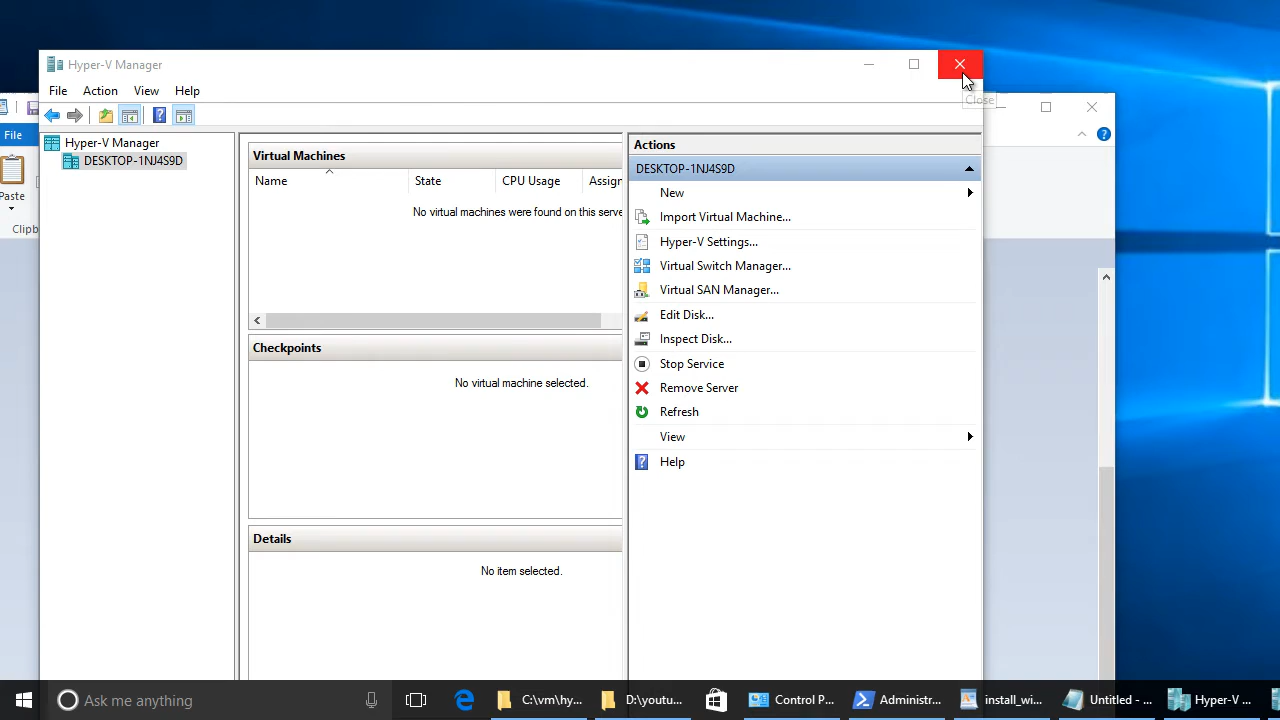 Hyper-V Manager
File Action View Help
Close
File
Paste
Clipb
Hyper-V Manager
DESKTOP-1NJ4S9D
Virtual Machines
Name State CPU Usage Assign
No virtual machines were found on this serve
Checkpoints
No virtual machine selected.
Details
No item selected.
Actions
DESKTOP-1NJ4S9D
New
Import Virtual Machine...
Hyper-V Settings...
Virtual Switch Manager...
Virtual SAN Manager...
Edit Disk...
Inspect Disk...
Stop Service
Remove Server
Refresh
View
Help
Ask me anything
C:\vm\hy...
D:\youtu...
Control P...
Administr...
install_wi...
Untitled - ...
Hyper-V ...